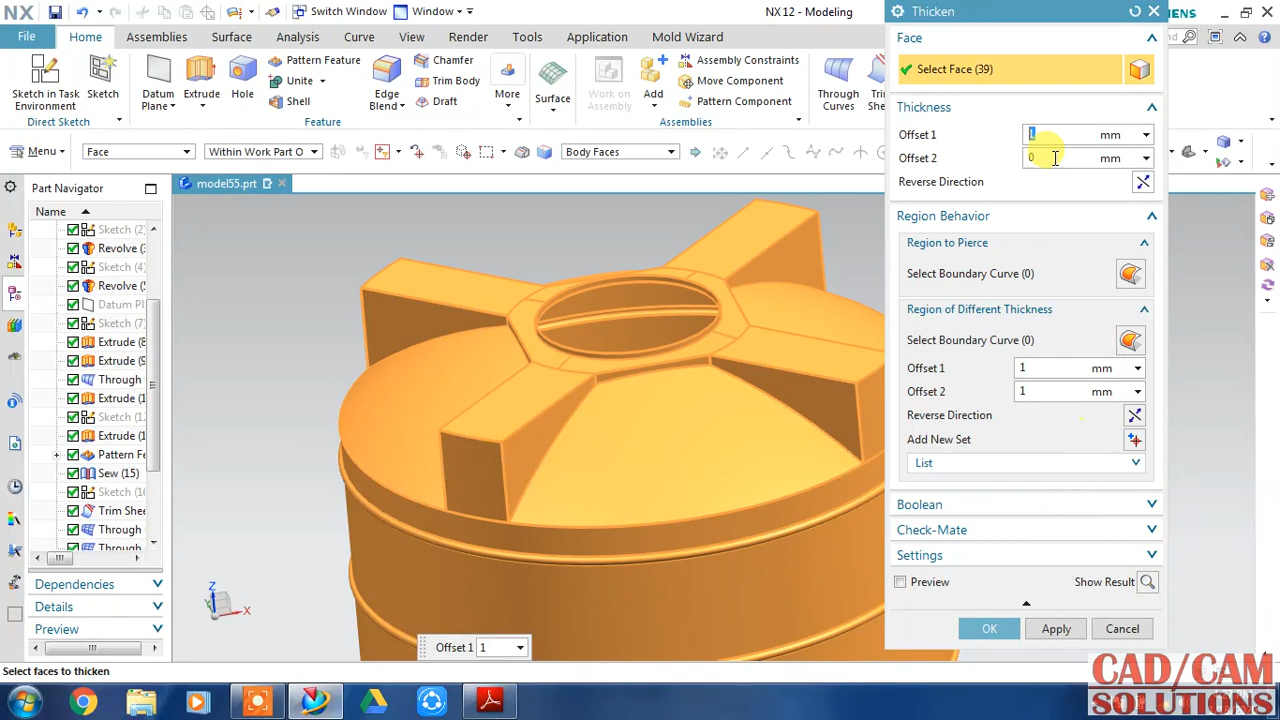 NX
Switch Window
Window
NX 12 - Modeling
SIEMENS
File
Home
Assemblies
Surface
Analysis
Curve
View
Render
Tools
Application
Mold Wizard
Sketch in Task Environment
Sketch
Direct Sketch
Datum Plane
Extrude
Hole
Pattern Feature
Unite
Shell
Edge Blend
Chamfer
Trim Body
Draft
More
Feature
Surface
Work on Assembly
Add
Assembly Constraints
Move Component
Pattern Component
Assemblies
Through Curves
Menu
Face
Within Work Part O
Body Faces
Part Navigator
model55.prt
Name
Sketch (2)
Revolve (3
Sketch (4)
Revolve (5
Datum Pl
Sketch (7)
Extrude (8
Extrude (9
Through
Extrude (1
Sketch (12
Extrude (1
Pattern Fe
Sew (15)
Sketch (16
Trim Shee
Through
Through
Dependencies
Details
Preview
Select faces to thicken
Offset 1 1
Thicken
Face
Select Face (39)
Thickness
Offset 1 1 mm
Offset 2 0 mm
Reverse Direction
Region Behavior
Region to Pierce
Select Boundary Curve (0)
Region of Different Thickness
Select Boundary Curve (0)
Offset 1 1 mm
Offset 2 1 mm
Reverse Direction
Add New Set
List
Boolean
Check-Mate
Settings
Preview
Show Result
OK
Apply
Cancel
Z
X
CAD/CAM
SOLUTIONS